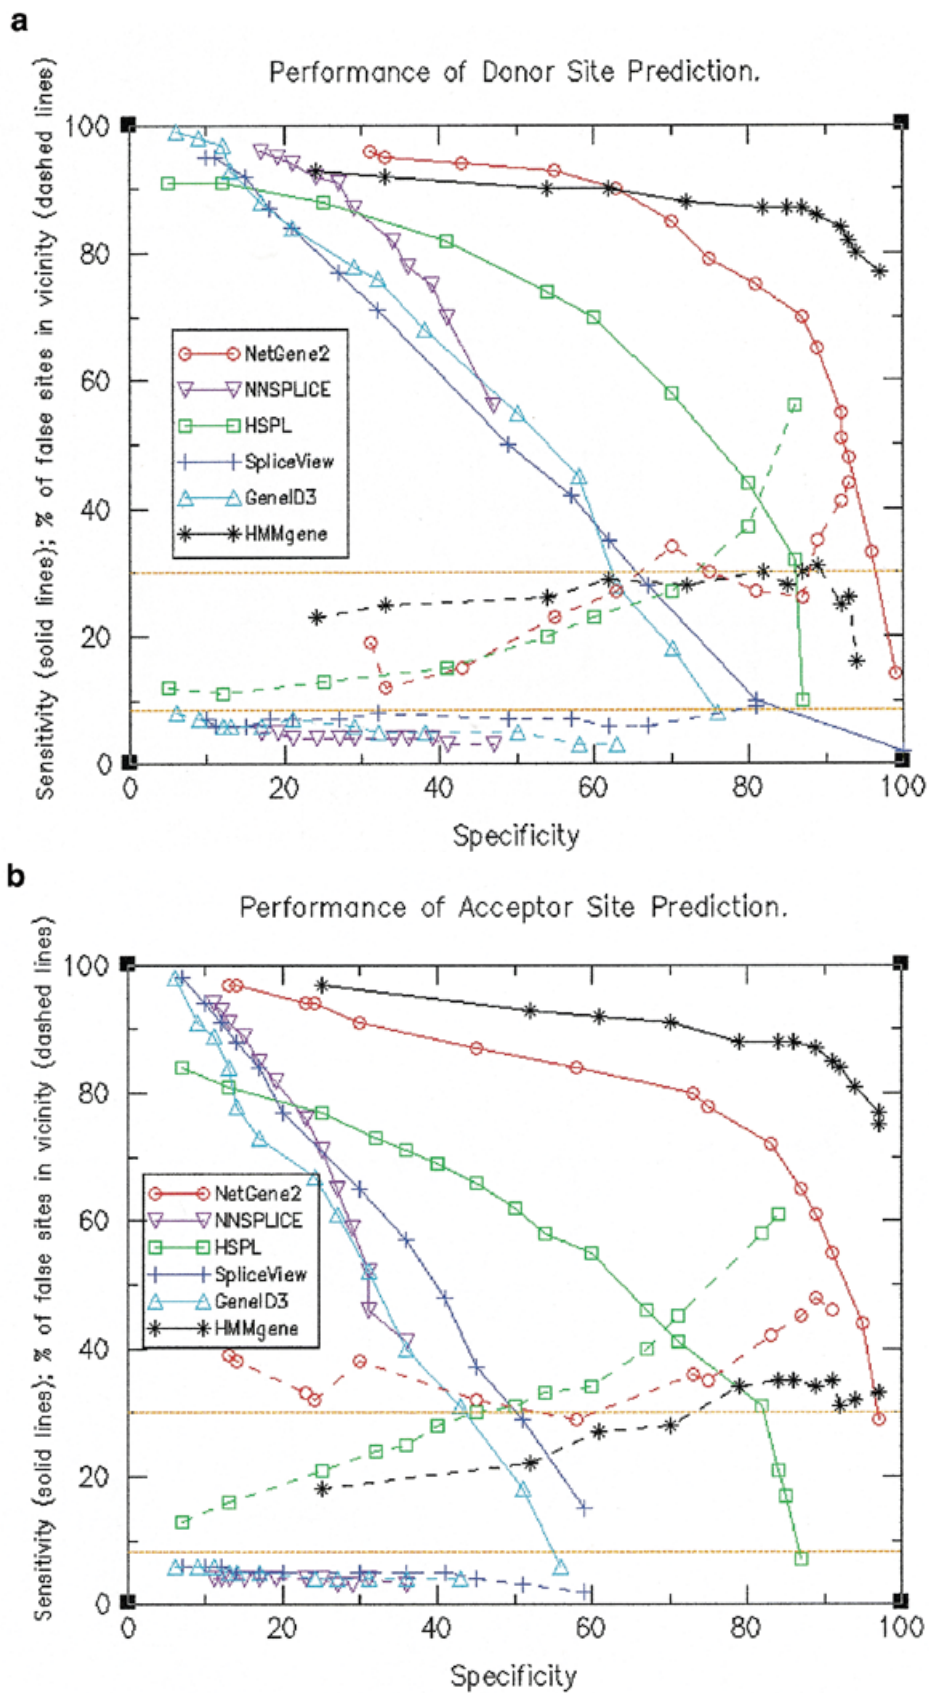 a
Performance of Donor Site Prediction.
Sensitivity (solid lines); % of false sites in vicinity (dashed lines)
100
80
60
40
20
0
NetGene2
NNSPLICE
HSPL
SpliceView
GeneID3
HMMgene
0 20 40 60 80 100
Specificity
b
Performance of Acceptor Site Prediction.
Sensitivity (solid lines); % of false sites in vicinity (dashed lines)
100
80
60
40
20
0
NetGene2
NNSPLICE
HSPL
SpliceView
GeneID3
HMMgene
0 20 40 60 80 100
Specificity